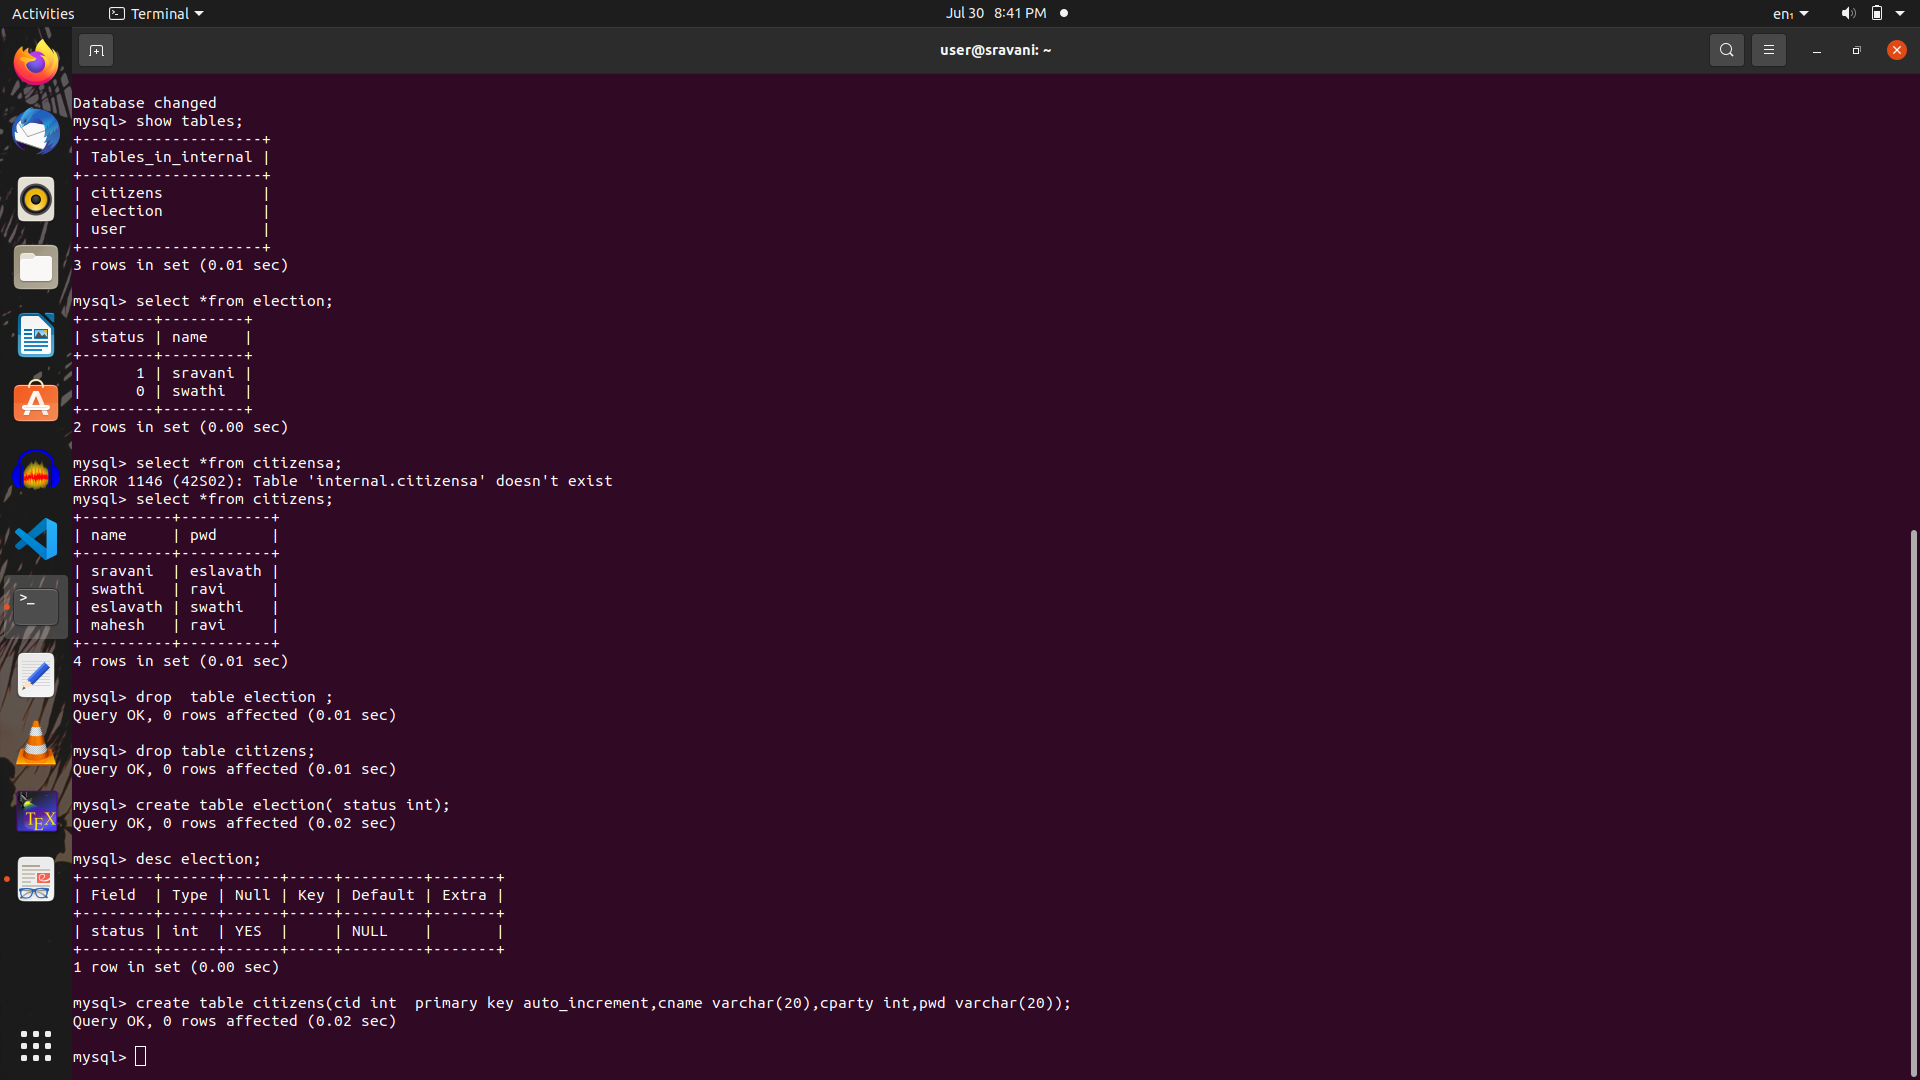 Activities
Terminal
Jul 30 8:41 PM
en₁
user@sravani: ~
Database changed
mysql> show tables;
+--------------------+
| Tables_in_internal |
+--------------------+
| citizens           |
| election           |
| user               |
+--------------------+
3 rows in set (0.01 sec)
mysql> select *from election;
+--------+---------+
| status | name    |
+--------+---------+
|      1 | sravani |
|      0 | swathi  |
+--------+---------+
2 rows in set (0.00 sec)
mysql> select *from citizensa;
ERROR 1146 (42S02): Table 'internal.citizensa' doesn't exist
mysql> select *from citizens;
+----------+----------+
| name     | pwd      |
+----------+----------+
| sravani  | eslavath |
| swathi   | ravi     |
| eslavath | swathi   |
| mahesh   | ravi     |
+----------+----------+
4 rows in set (0.01 sec)
mysql> drop  table election ;
Query OK, 0 rows affected (0.01 sec)
mysql> drop table citizens;
Query OK, 0 rows affected (0.01 sec)
mysql> create table election( status int);
Query OK, 0 rows affected (0.02 sec)
mysql> desc election;
+--------+------+------+-----+---------+-------+
| Field  | Type | Null | Key | Default | Extra |
+--------+------+------+-----+---------+-------+
| status | int  | YES  |     | NULL    |       |
+--------+------+------+-----+---------+-------+
1 row in set (0.00 sec)
mysql> create table citizens(cid int  primary key auto_increment,cname varchar(20),cparty int,pwd varchar(20));
Query OK, 0 rows affected (0.02 sec)
mysql>